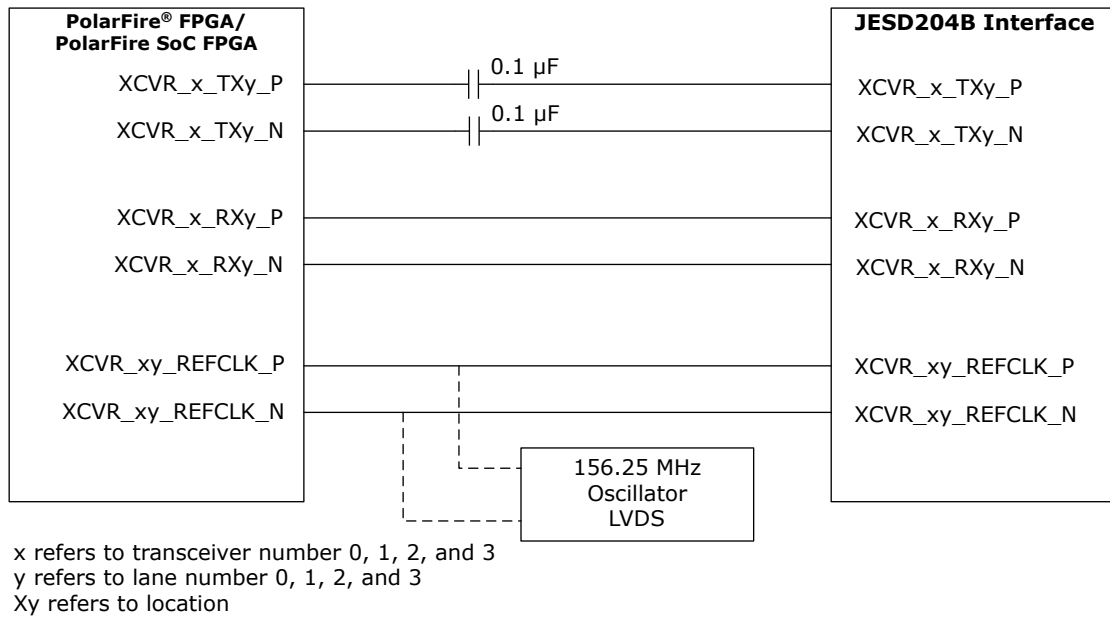 PolarFire® FPGA/
PolarFire SoC FPGA
JESD204B Interface
XCVR_x_TXy_P
0.1 µF
XCVR_x_TXy_P
XCVR_x_TXy_N
0.1 µF
XCVR_x_TXy_N
XCVR_x_RXy_P
XCVR_x_RXy_P
XCVR_x_RXy_N
XCVR_x_RXy_N
XCVR_xy_REFCLK_P
XCVR_xy_REFCLK_P
XCVR_xy_REFCLK_N
XCVR_xy_REFCLK_N
156.25 MHz
Oscillator
LVDS
x refers to transceiver number 0, 1, 2, and 3
y refers to lane number 0, 1, 2, and 3
Xy refers to location